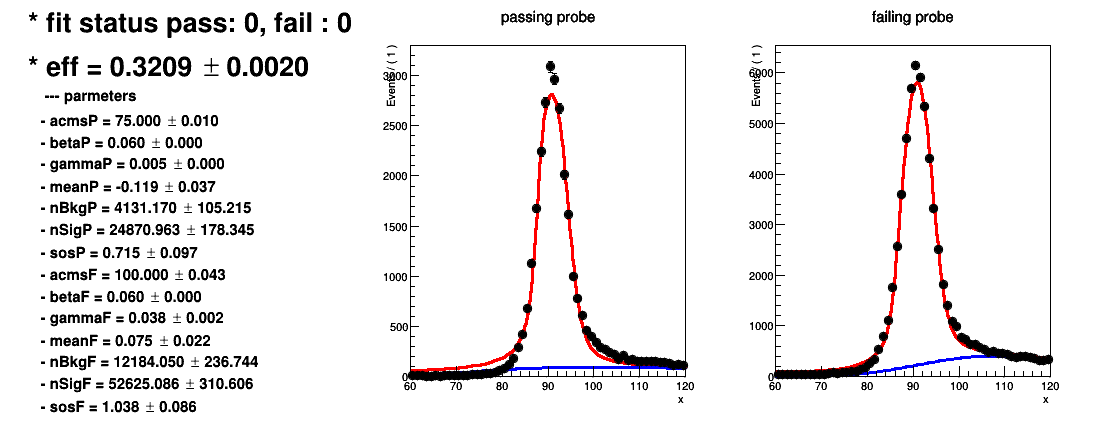 * fit status pass: 0, fail : 0
* eff = 0.3209 ± 0.0020
--- parmeters
- acmsP = 75.000 ± 0.010
- betaP = 0.060 ± 0.000
- gammaP = 0.005 ± 0.000
- meanP = -0.119 ± 0.037
- nBkgP = 4131.170 ± 105.215
- nSigP = 24870.963 ± 178.345
- sosP = 0.715 ± 0.097
- acmsF = 100.000 ± 0.043
- betaF = 0.060 ± 0.000
- gammaF = 0.038 ± 0.002
- meanF = 0.075 ± 0.022
- nBkgF = 12184.050 ± 236.744
- nSigF = 52625.086 ± 310.606
- sosF = 1.038 ± 0.086
passing probe
Events / ( 1 )
3000
2500
2000
1500
1000
500
0
60 70 80 90 100 110 120
x
failing probe
Events / ( 1 )
6000
5000
4000
3000
2000
1000
0
60 70 80 90 100 110 120
x